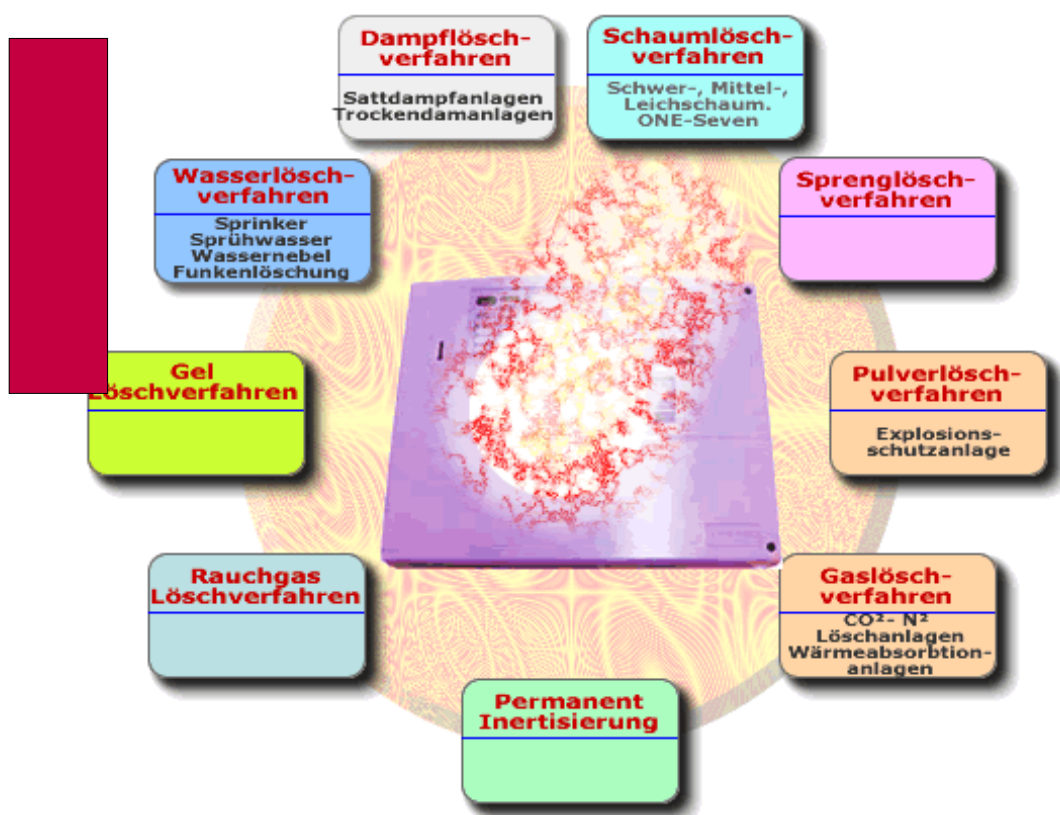 Dampflösch-
verfahren
Sattdampfanlagen
Trockendamanlagen
Schaumlösch-
verfahren
Schwer-, Mittel-,
Leichschaum.
ONE-Seven
Wasserlösch-
verfahren
Sprinker
Sprühwasser
Wassernebel
Funkenlöschung
Sprenglösch-
verfahren
Gel
Löschverfahren
Pulverlösch-
verfahren
Explosions-
schutzanlage
Rauchgas
Löschverfahren
Gaslösch-
verfahren
CO²- N²
Löschanlagen
Wärmeabsorbtion-
anlagen
Permanent
Inertisierung